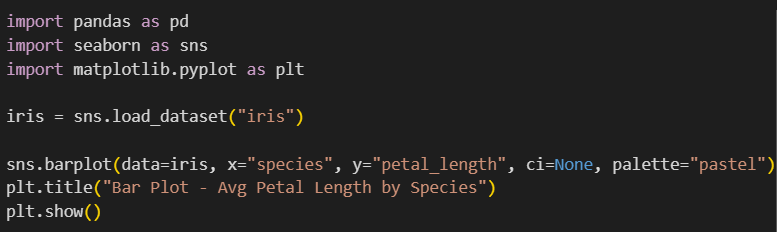 import pandas as pd
import seaborn as sns
import matplotlib.pyplot as plt
iris = sns.load_dataset("iris")
sns.barplot(data=iris, x="species", y="petal_length", ci=None, palette="pastel")
plt.title("Bar Plot - Avg Petal Length by Species")
plt.show()